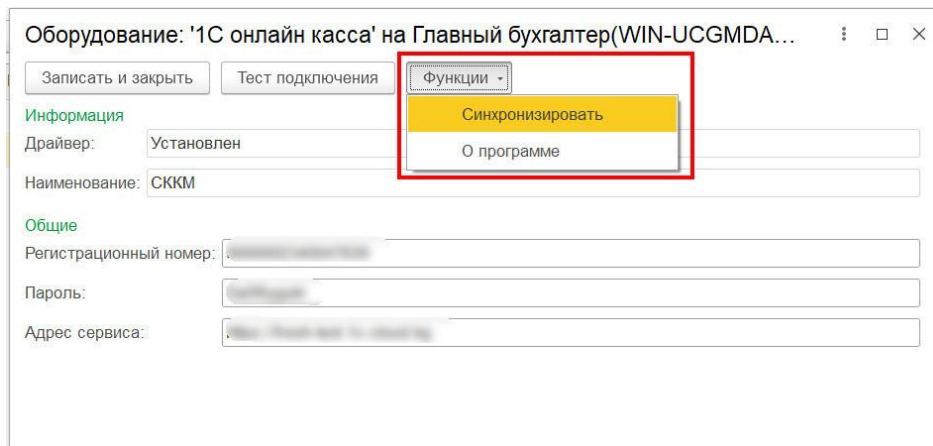 Оборудование: '1С онлайн касса' на Главный бухгалтер(WIN-UCGMDA...
Записать и закрыть Тест подключения Функции
Синхронизировать
О программе
Информация
Драйвер: Установлен
Наименование: СККМ
Общие
Регистрационный номер:
Пароль:
Адрес сервиса: